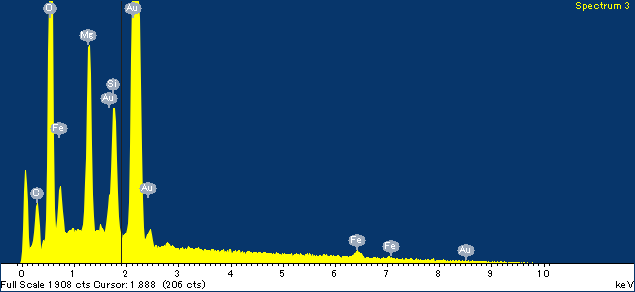 Spectrum 3
O Au
Mg
Si
Au
Fe
Au
Fe Fe Au
0 1 2 3 4 5 6 7 8 9 10
Full Scale 1908 cts Cursor: 1.888 (206 cts) keV